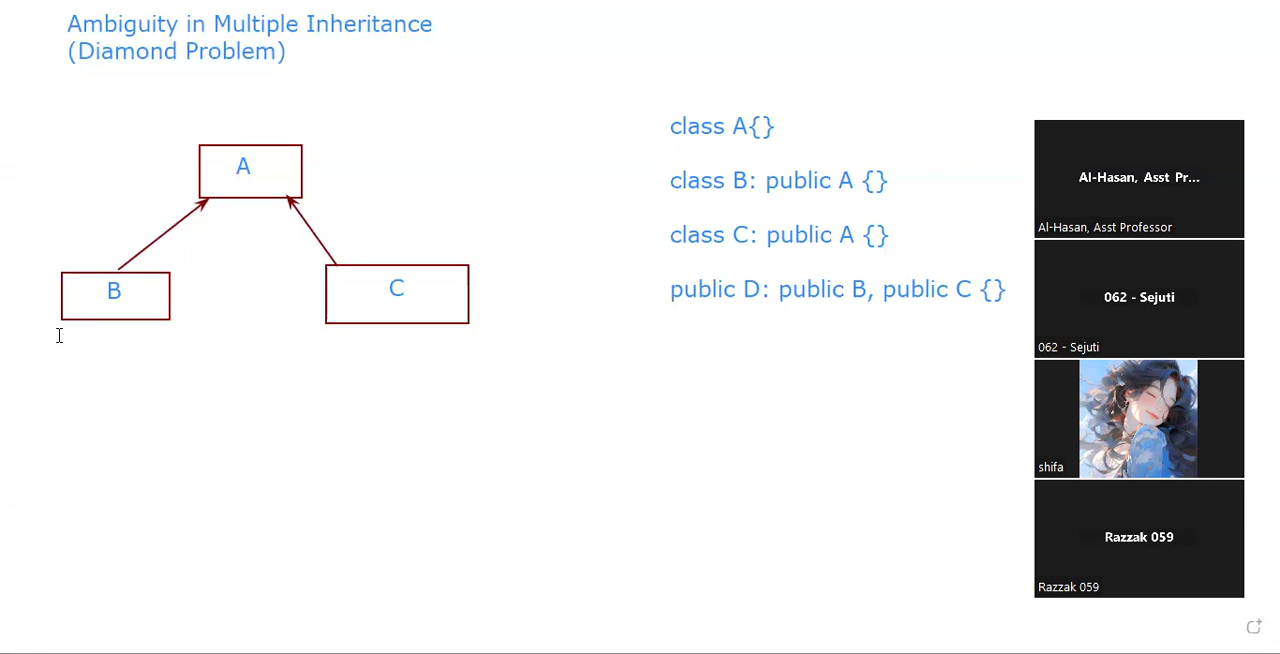 Ambiguity in Multiple Inheritance
(Diamond Problem)
A
B
C
class A{}
class B: public A {}
class C: public A {}
public D: public B, public C {}
Al-Hasan, Asst Pr...
Al-Hasan, Asst Professor
062 - Sejuti
062 - Sejuti
shifa
Razzak 059
Razzak 059